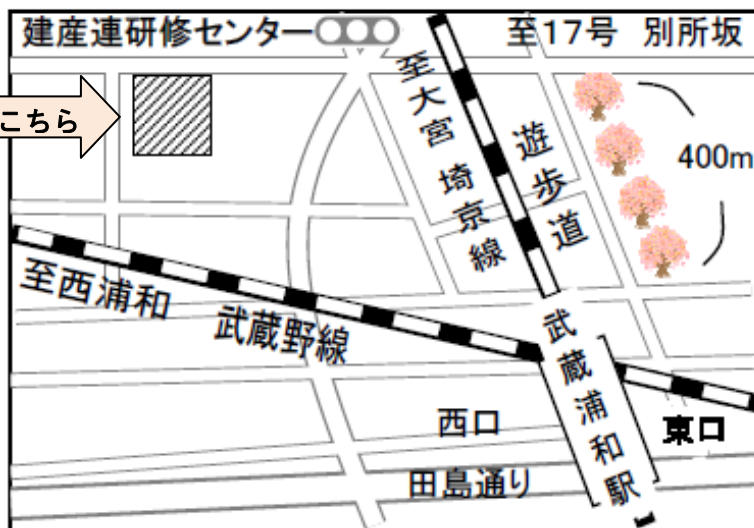 建産連研修センター
至17号 別所坂
こちら
至大宮 埼京線
遊歩道
400m
至西浦和
武蔵野線
武蔵浦和駅
西口
東口
田島通り